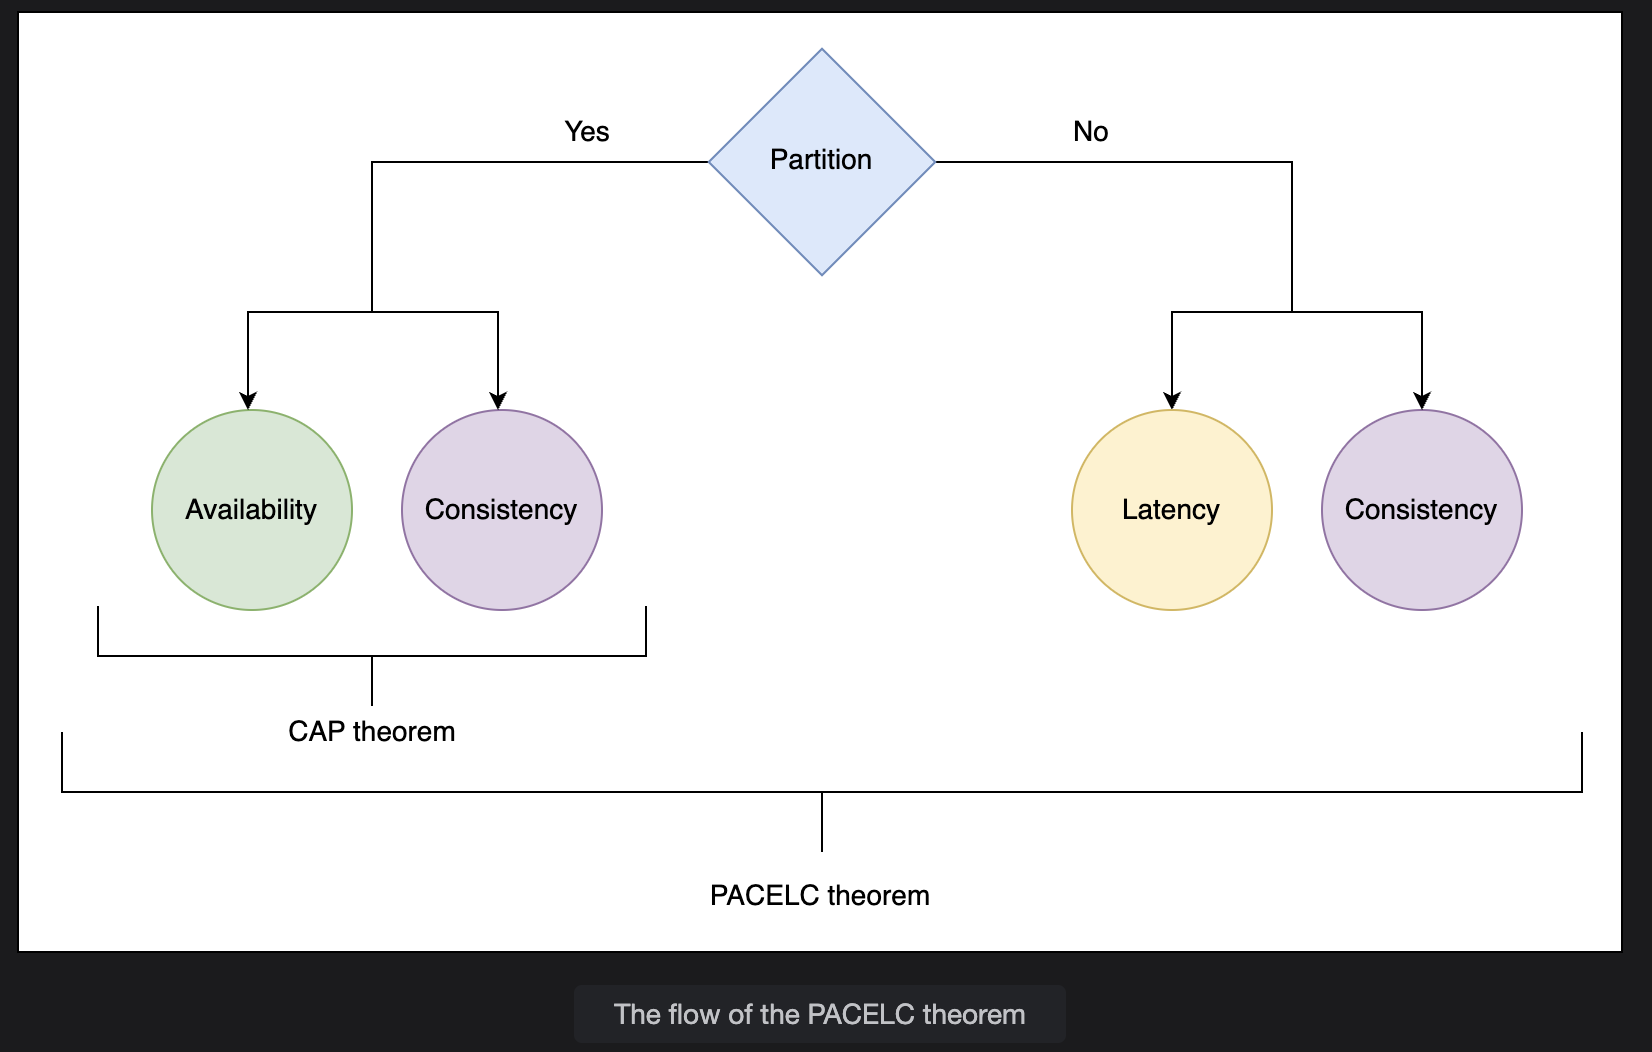 Yes
No
Partition
Availability
Consistency
Latency
Consistency
CAP theorem
PACELC theorem
The flow of the PACELC theorem